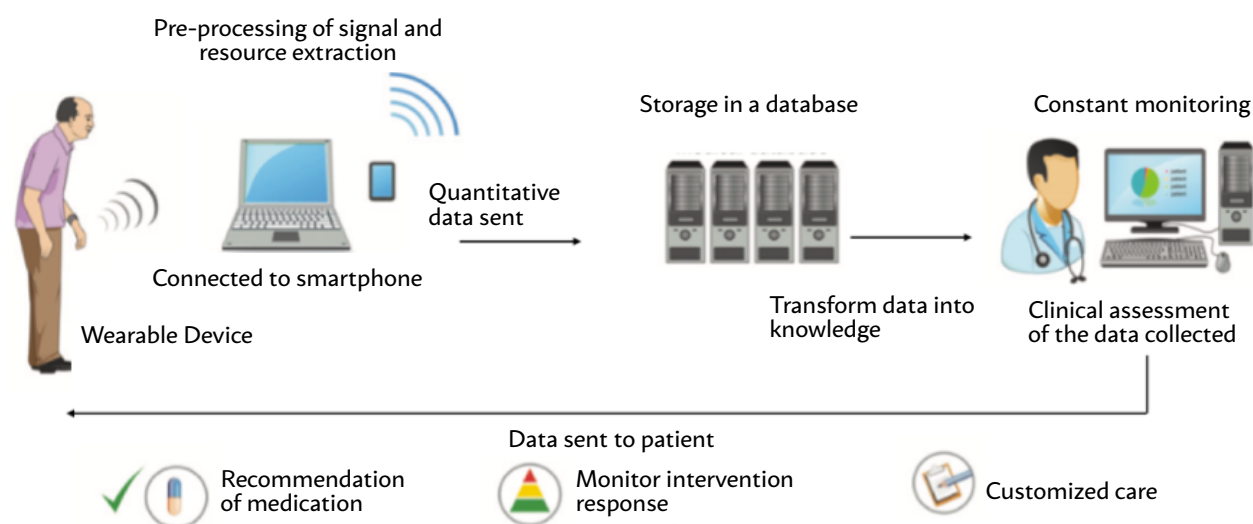 Pre-processing of signal and
resource extraction
Storage in a database
Constant monitoring
Quantitative
data sent
Connected to smartphone
Wearable Device
Transform data into
knowledge
Clinical assessment
of the data collected
Data sent to patient
Recommendation
of medication
Monitor intervention
response
Customized care